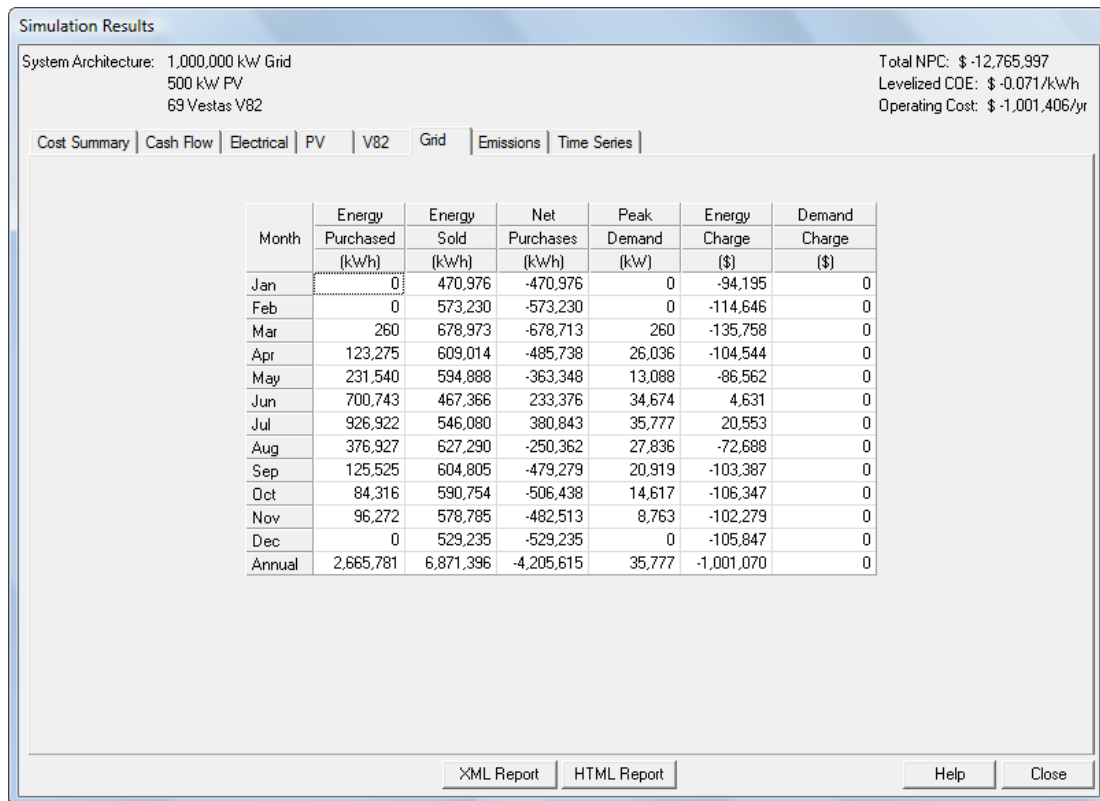 Simulation Results
System Architecture: 1,000,000 kW Grid
500 kW PV
69 Vestas V82
Total NPC: $ -12,765,997
Levelized COE: $ -0.071/kWh
Operating Cost: $ -1,001,406/yr
Cost Summary Cash Flow Electrical PV V82 Grid Emissions Time Series
Energy Energy Net Peak Energy Demand
Month Purchased Sold Purchases Demand Charge Charge
(kWh) (kWh) (kWh) (kW) ($) ($)
Jan 0 470,976 -470,976 0 -94,195 0
Feb 0 573,230 -573,230 0 -114,646 0
Mar 260 678,973 -678,713 260 -135,758 0
Apr 123,275 609,014 -485,738 26,036 -104,544 0
May 231,540 594,888 -363,348 13,088 -86,562 0
Jun 700,743 467,366 233,376 34,674 4,631 0
Jul 926,922 546,080 380,843 35,777 20,553 0
Aug 376,927 627,290 -250,362 27,836 -72,688 0
Sep 125,525 604,805 -479,279 20,919 -103,387 0
Oct 84,316 590,754 -506,438 14,617 -106,347 0
Nov 96,272 578,785 -482,513 8,763 -102,279 0
Dec 0 529,235 -529,235 0 -105,847 0
Annual 2,665,781 6,871,396 -4,205,615 35,777 -1,001,070 0
XML Report HTML Report Help Close